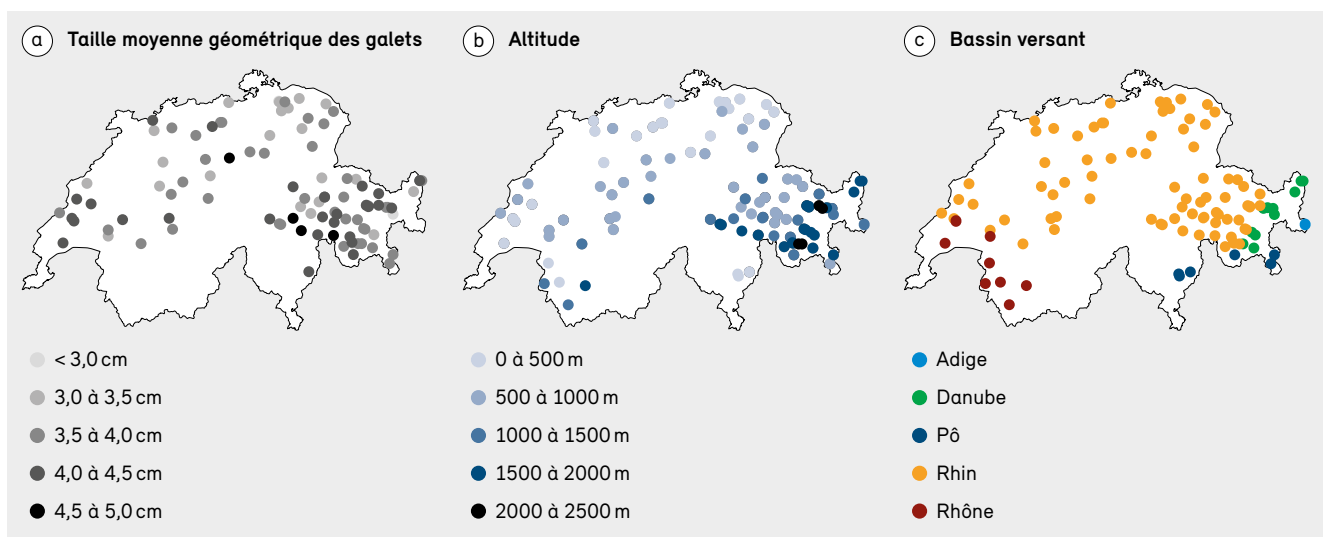 a Taille moyenne géométrique des galets
< 3,0 cm
3,0 à 3,5 cm
3,5 à 4,0 cm
4,0 à 4,5 cm
4,5 à 5,0 cm
b Altitude
0 à 500 m
500 à 1000 m
1000 à 1500 m
1500 à 2000 m
2000 à 2500 m
c Bassin versant
Adige
Danube
Pô
Rhin
Rhône